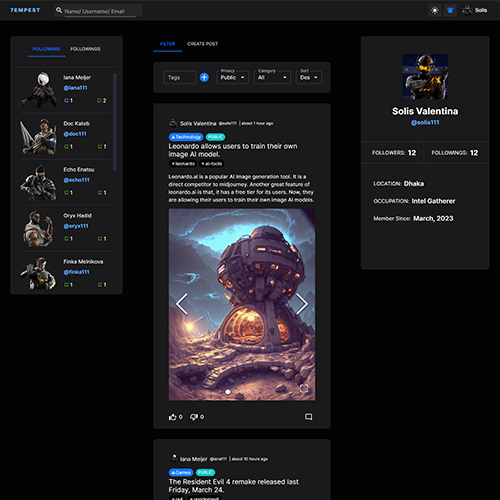 7EMPEST
Name/ Username/ Email
Solis
FOLLOWERS FOLLOWINGS
Iana Meijer
@iana111
1 2
Doc Kateb
@doc111
1 1
Echo Enatsu
@echo111
1 1
Oryx Hadid
@oryx111
1 1
Finka Melnikova
@finka111
1 1
FILTER CREATE POST
Tags
Privacy
Public
Category
All
Sort
Des
Solis Valentina @solis111 | about 1 hour ago
Technology PUBLIC
Leonardo allows users to train their own
image AI model.
#leonardo #ai-tools
Leonardo.ai is a popular AI image generation tool. It is a
direct competitor to midjourney. Another great feature of
leonardo.ai is that, it has a free tier for its users. Now, they
are allowing their users to train their own image AI models.
0 0
Iana Meijer @iana111 | about 10 hours ago
Games PUBLIC
The Resident Evil 4 remake released last
Friday, March 24.
Solis Valentina
@solis111
FOLLOWERS: 12 FOLLOWINGS: 12
LOCATION: Dhaka
OCCUPATION: Intel Gatherer
Member Since: March, 2023